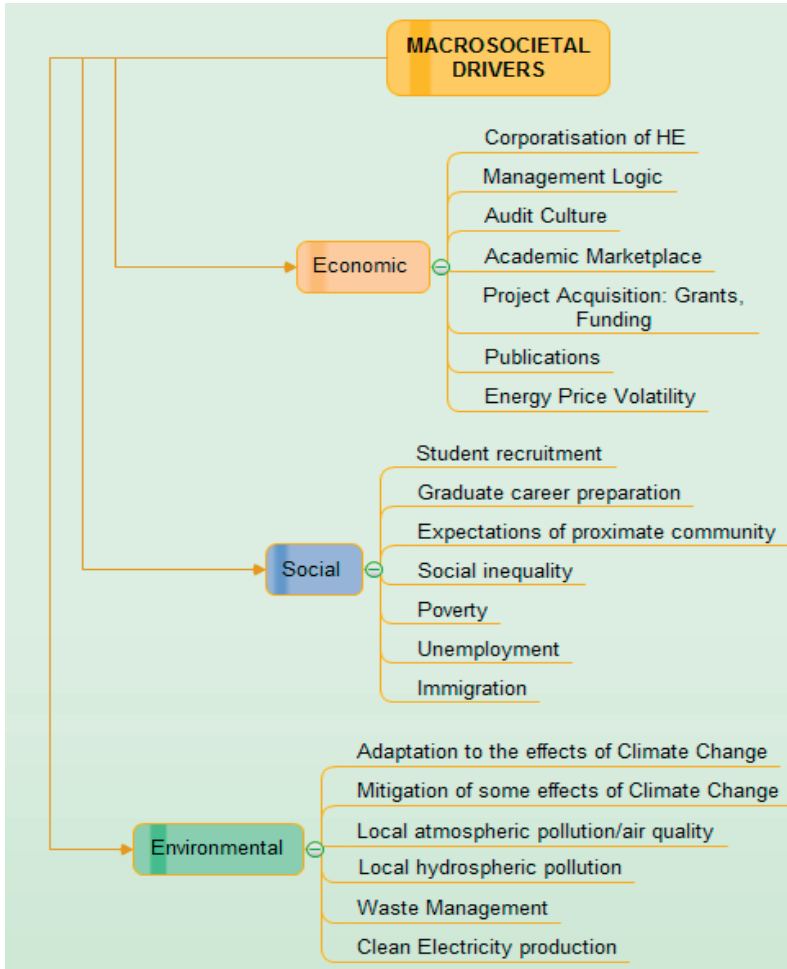 MACROSOCIETAL
DRIVERS
Economic
Corporatisation of HE
Management Logic
Audit Culture
Academic Marketplace
Project Acquisition: Grants,
Funding
Publications
Energy Price Volatility
Social
Student recruitment
Graduate career preparation
Expectations of proximate community
Social inequality
Poverty
Unemployment
Immigration
Environmental
Adaptation to the effects of Climate Change
Mitigation of some effects of Climate Change
Local atmospheric pollution/air quality
Local hydrospheric pollution
Waste Management
Clean Electricity production